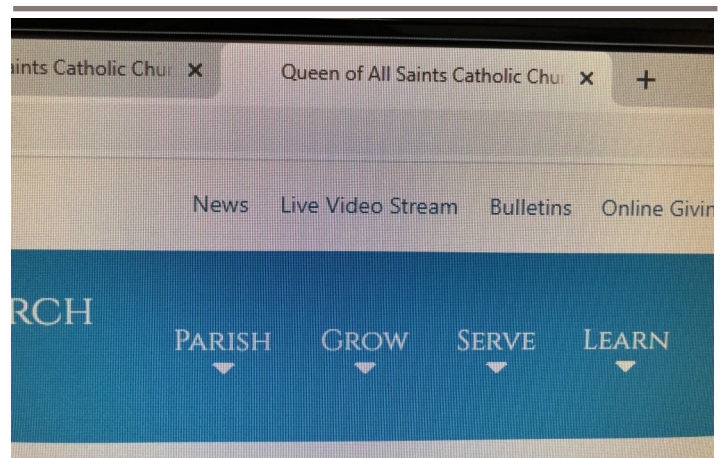 aints Catholic Chu × Queen of All Saints Catholic Chu × +
News Live Video Stream Bulletins Online Givin
RCH
PARISH GROW SERVE LEARN